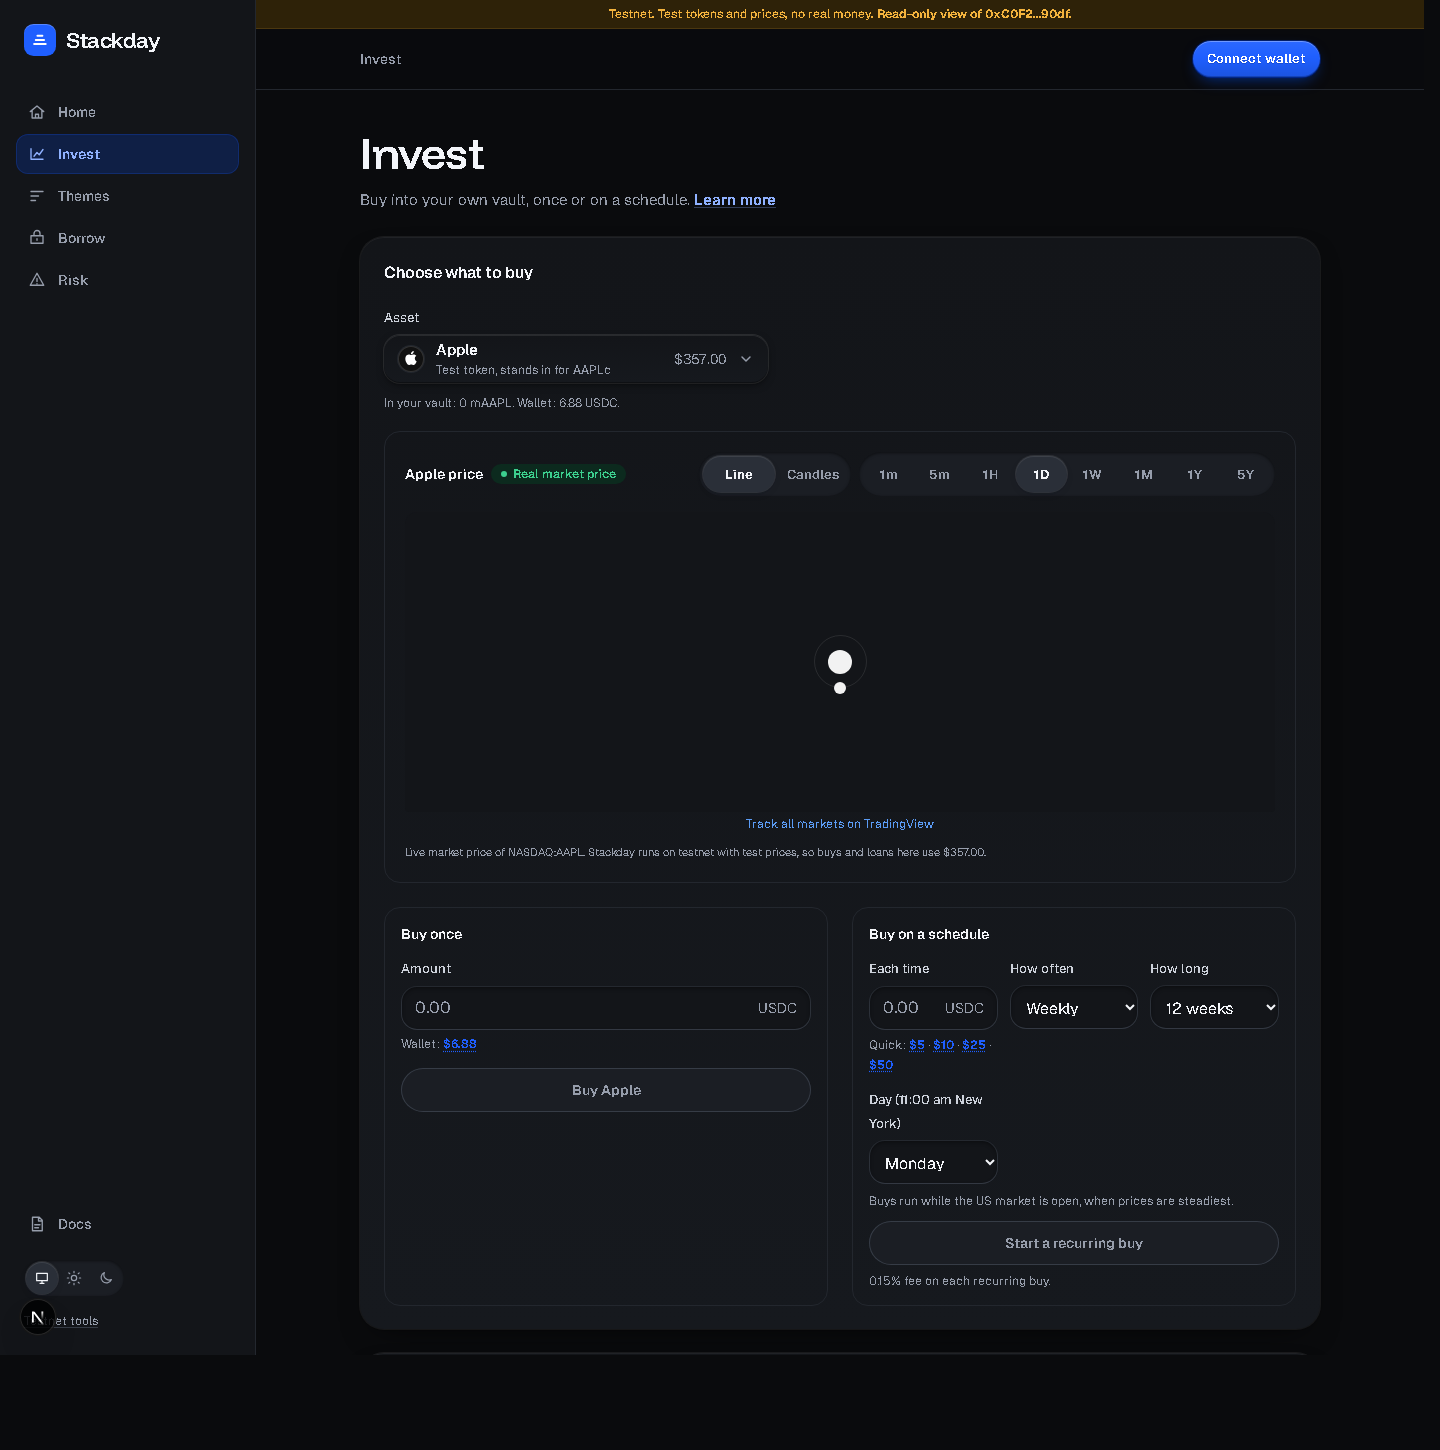 Testnet. Test tokens and prices, no real money. Read-only view of 0xC0F2...90df.
Stackday
Invest
Connect wallet
Home
Invest
Themes
Borrow
Risk
Invest
Buy into your own vault, once or on a schedule. Learn more
Choose what to buy
Asset
Apple
Test token, stands in for AAPLc
$357.00
In your vault: 0 mAAPL. Wallet: 6.88 USDC.
Apple price
Real market price
Line
Candles
1m
5m
1H
1D
1W
1M
1Y
5Y
Track all markets on TradingView
Live market price of NASDAQ:AAPL. Stackday runs on testnet with test prices, so buys and loans here use $357.00.
Buy once
Amount
0.00
USDC
Wallet: $6.88
Buy Apple
Buy on a schedule
Each time
How often
How long
0.00
USDC
Weekly
12 weeks
Quick: $5 · $10 · $25 ·
$50
Day (11:00 am New
York)
Monday
Buys run while the US market is open, when prices are steadiest.
Start a recurring buy
0.15% fee on each recurring buy.
Docs
N
net tools